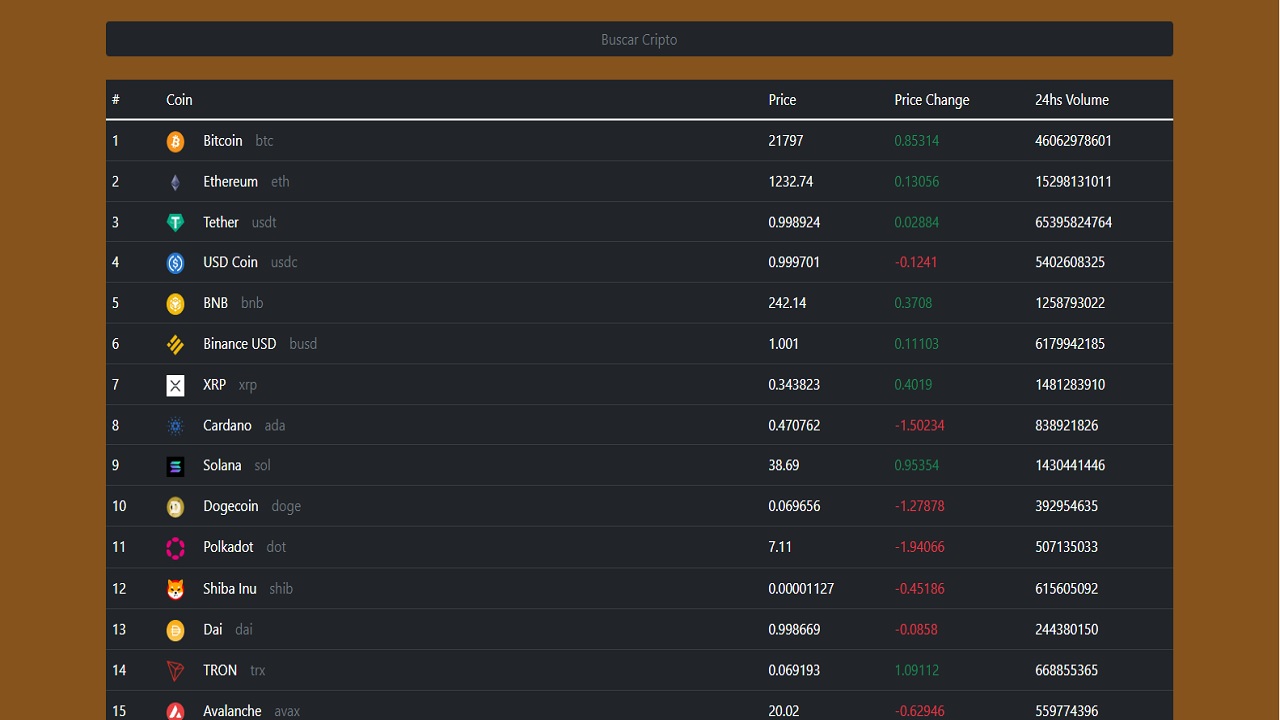 Buscar Cripto
# Coin Price Price Change 24hs Volume
1 Bitcoin btc 21797 0.85314 46062978601
2 Ethereum eth 1232.74 0.13056 15298131011
3 Tether usdt 0.998924 0.02884 65395824764
4 USD Coin usdc 0.999701 -0.1241 5402608325
5 BNB bnb 242.14 0.3708 1258793022
6 Binance USD busd 1.001 0.11103 6179942185
7 XRP xrp 0.343823 0.4019 1481283910
8 Cardano ada 0.470762 -1.50234 838921826
9 Solana sol 38.69 0.95354 1430441446
10 Dogecoin doge 0.069656 -1.27878 392954635
11 Polkadot dot 7.11 -1.94066 507135033
12 Shiba Inu shib 0.00001127 -0.45186 615605092
13 Dai dai 0.998669 -0.0858 244380150
14 TRON trx 0.069193 1.09112 668855365
15 Avalanche avax 20.02 -0.62946 559774396